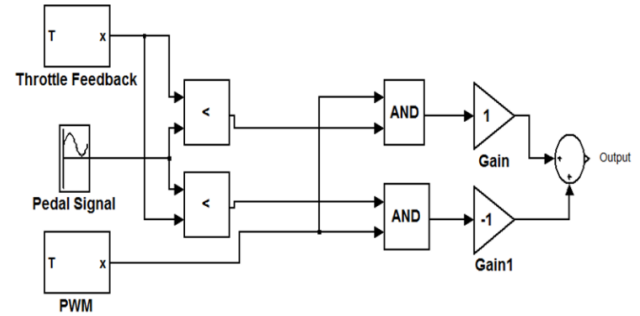 T x
Throttle Feedback
<
AND
1
Gain
Output
+
+
Pedal Signal
<
AND
-1
Gain1
T x
PWM